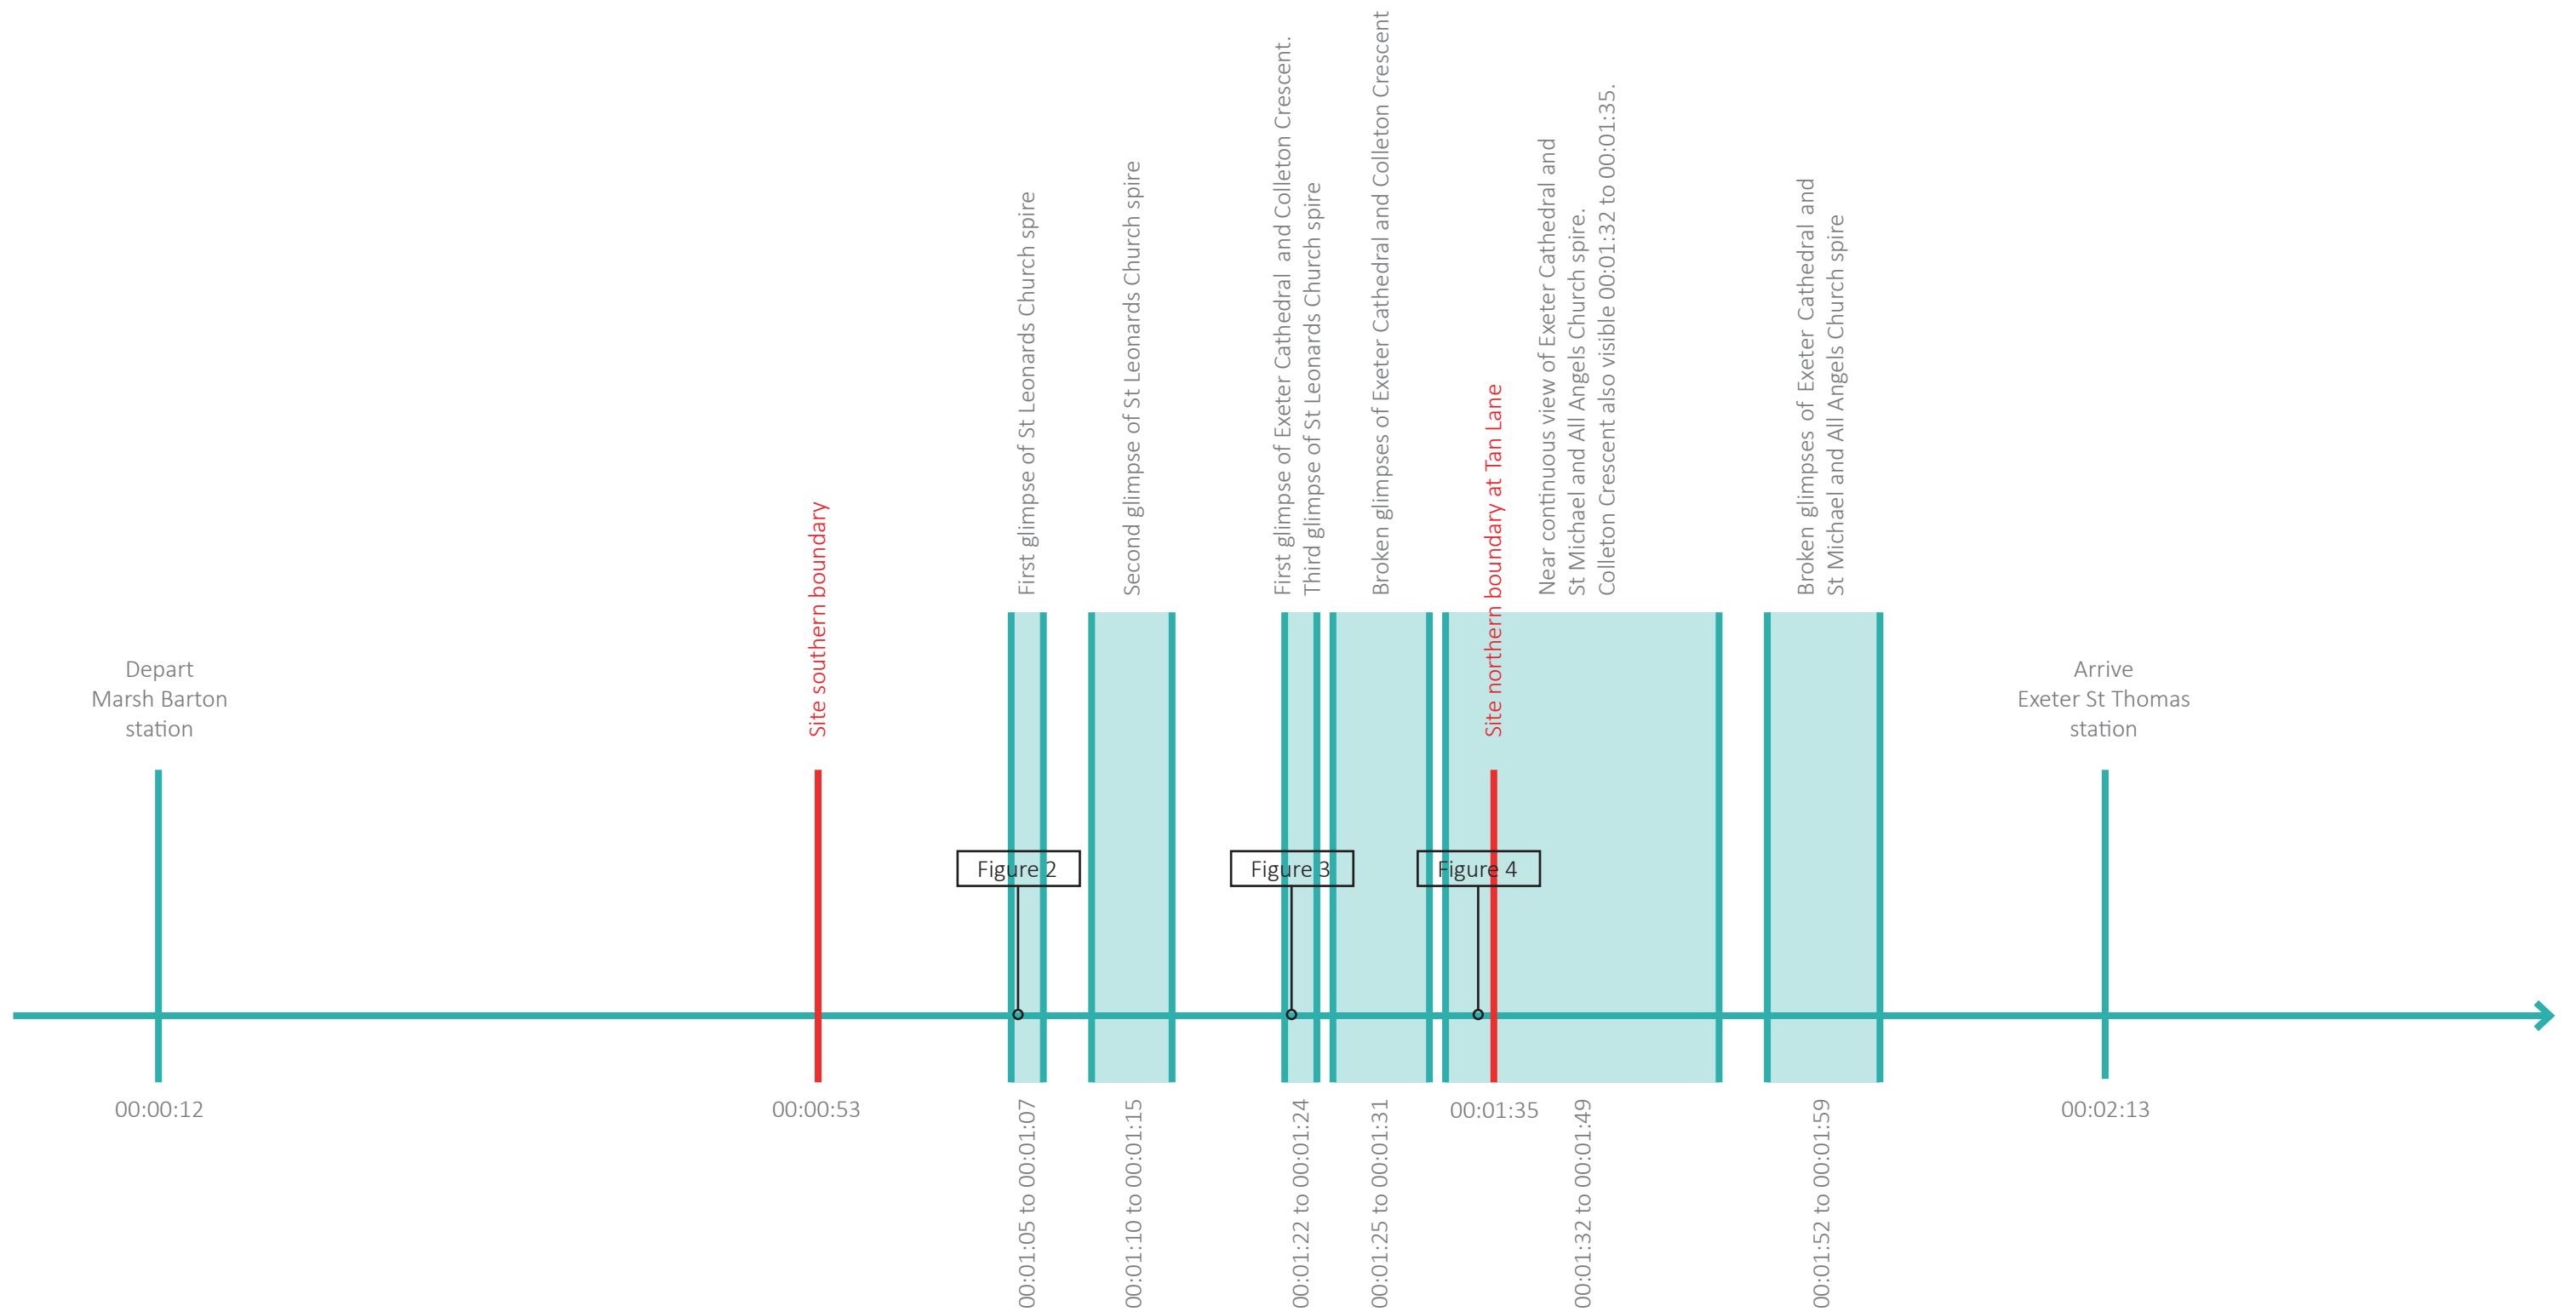 Depart
Marsh Barton
station
Site southern boundary
First glimpse of St Leonards Church spire
Second glimpse of St Leonards Church spire
First glimpse of Exeter Cathedral  and Colleton Crescent.
Third glimpse of St Leonards Church spire
Broken glimpses of Exeter Cathedral and Colleton Crescent
Site northern boundary at Tan Lane
Near continuous view of Exeter Cathedral and
St Michael and All Angels Church spire.
Colleton Crescent also visible 00:01:32 to 00:01:35.
Broken glimpses  of Exeter Cathedral and
St Michael and All Angels Church spire
Arrive
Exeter St Thomas
station
Figure 2
Figure 3
Figure 4
00:00:12
00:00:53
00:01:05 to 00:01:07
00:01:10 to 00:01:15
00:01:22 to 00:01:24
00:01:25 to 00:01:31
00:01:35
00:01:32 to 00:01:49
00:01:52 to 00:01:59
00:02:13